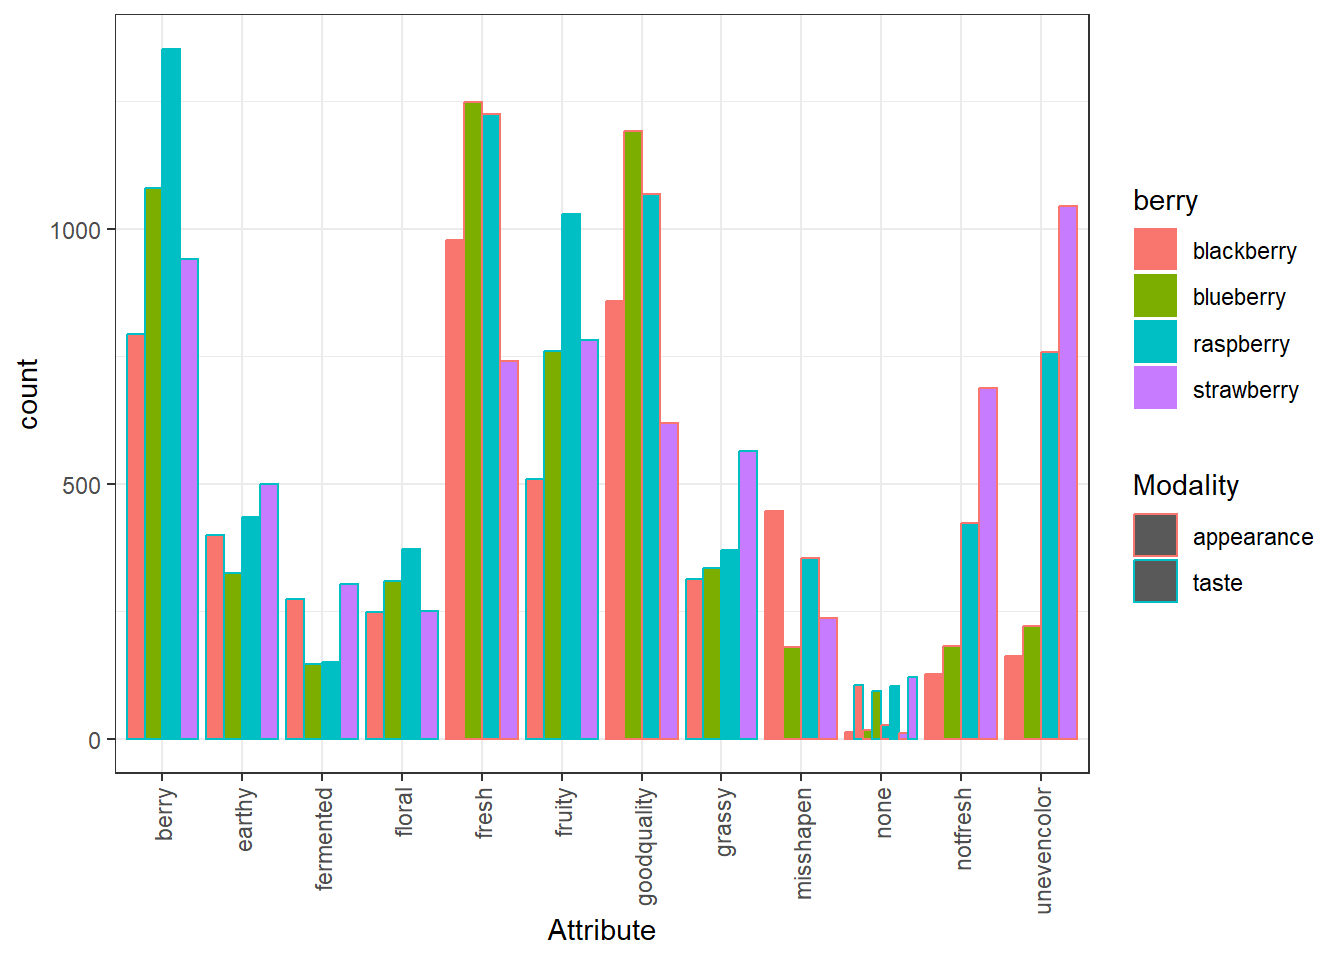 1000
500
0
count
berry
earthy
fermented
floral
fresh
fruity
goodquality
grassy
misshapen
none
notfresh
unevencolor
Attribute
berry
blackberry
blueberry
raspberry
strawberry
Modality
appearance
taste